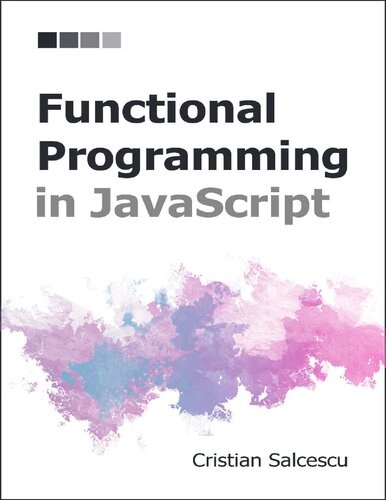 Functional
Programming
in JavaScript
Cristian Salcescu